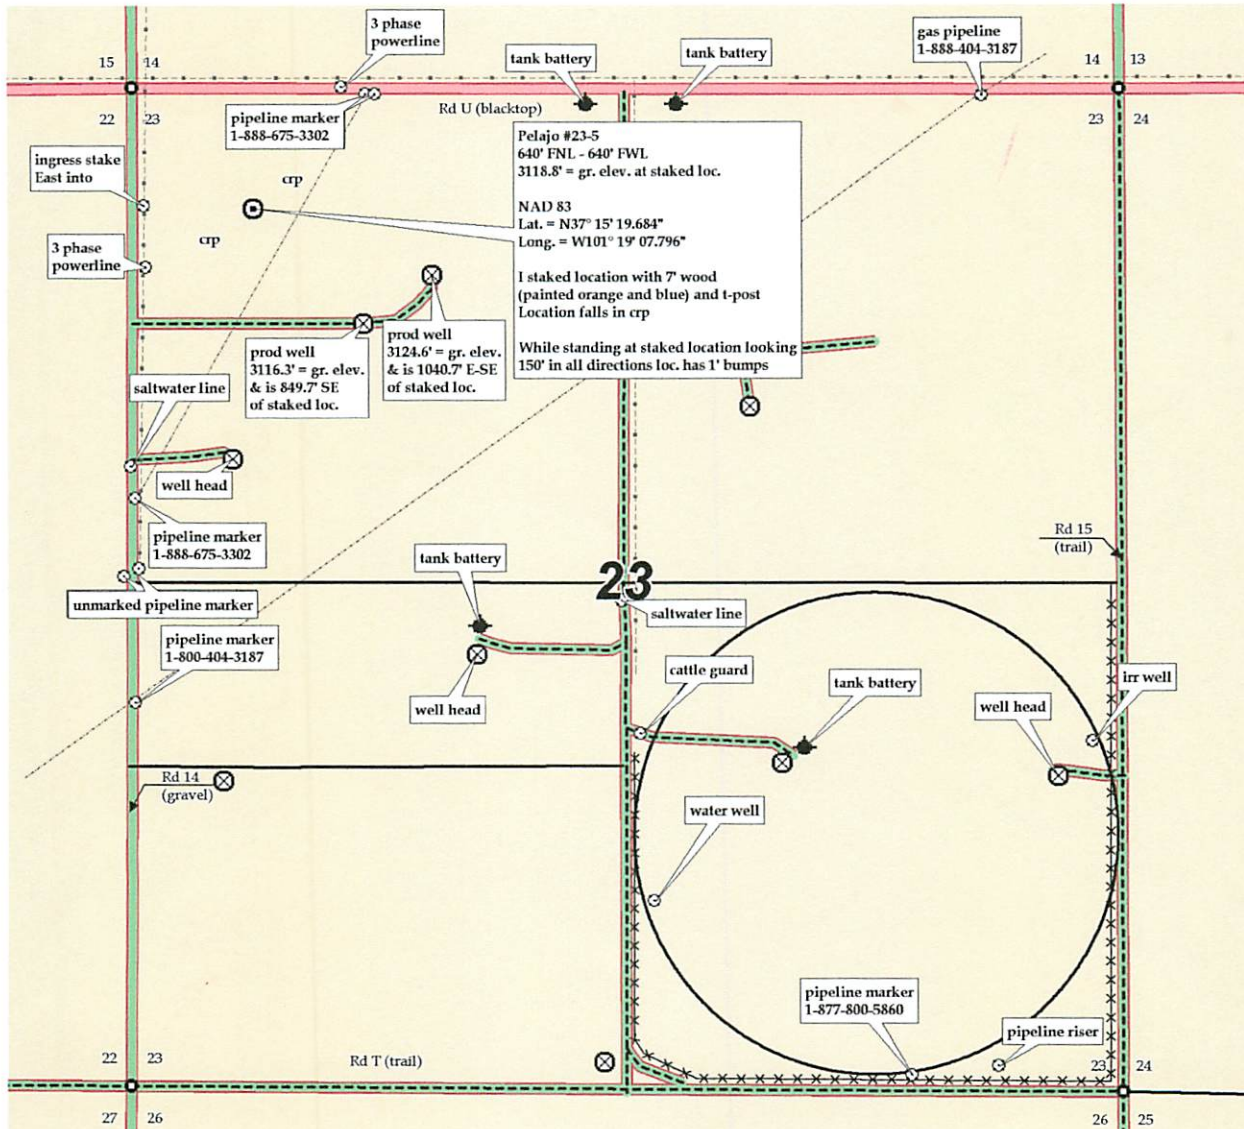 3 phase
powerline
tank battery
tank battery
gas pipeline
1-888-404-3187
15 14
14 13
pipeline marker
1-888-675-3302
Rd U (blacktop)
22 23
23 24
ingress stake
East into
crp
crp
3 phase
powerline
Pelajo #23-5
640' FNL - 640' FWL
3118.8' = gr. elev. at staked loc.
NAD 83
Lat. = N37° 15' 19.684"
Long. = W101° 19' 07.796"
I staked location with 7' wood
(painted orange and blue) and t-post
Location falls in crp
While standing at staked location looking
150' in all directions loc. has 1' bumps
prod well
3116.3' = gr. elev.
& is 849.7' SE
of staked loc.
prod well
3124.6' = gr. elev.
& is 1040.7' E-SE
of staked loc.
saltwater line
well head
pipeline marker
1-888-675-3302
Rd 15
(trail)
tank battery
23
unmarked pipeline marker
saltwater line
pipeline marker
1-800-404-3187
cattle guard
tank battery
irr well
well head
well head
Rd 14
(gravel)
water well
pipeline marker
1-877-800-5860
pipeline riser
22 23
Rd T (trail)
23 24
27 26
26 25